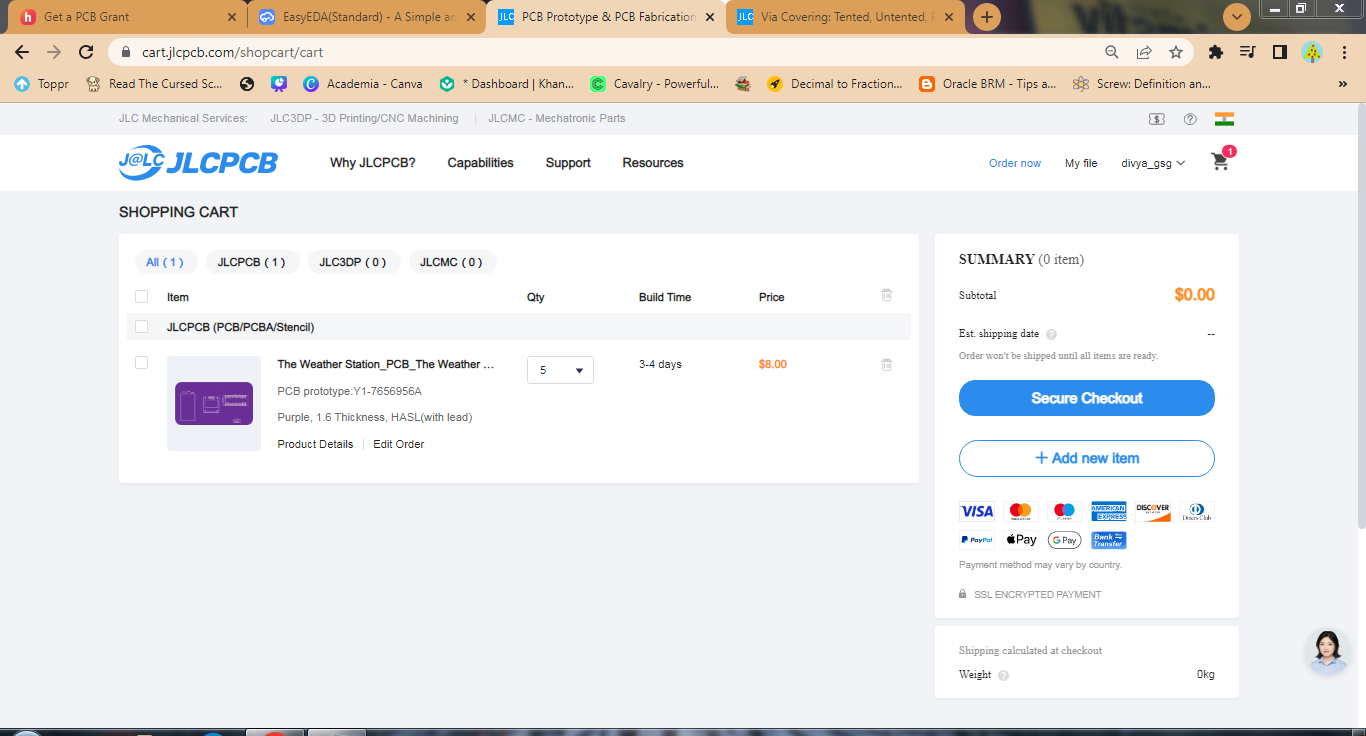 Get a PCB Grant
EasyEDA(Standard) - A Simple an
JLC PCB Prototype & PCB Fabrication
JLC Via Covering: Tented, Untented,
cart.jlcpcb.com/shopcart/cart
Toppr
Read The Cursed Sc...
Academia - Canva
* Dashboard | Khan...
Cavalry - Powerful...
Decimal to Fraction...
Oracle BRM - Tips a...
Screw: Definition an...
»
JLC Mechanical Services:
JLC3DP - 3D Printing/CNC Machining
JLCMC - Mechatronic Parts
J@LC JLCPCB
Why JLCPCB?
Capabilities
Support
Resources
Order now
My file
divya_gsg
1
SHOPPING CART
All ( 1 )
JLCPCB ( 1 )
JLC3DP ( 0 )
JLCMC ( 0 )
Item
Qty
Build Time
Price
JLCPCB (PCB/PCBA/Stencil)
The Weather Station_PCB_The Weather ...
5
3-4 days
$8.00
PCB prototype:Y1-7656956A
Purple, 1.6 Thickness, HASL(with lead)
Product Details
Edit Order
SUMMARY (0 item)
Subtotal
$0.00
Est. shipping date ?
--
Order won't be shipped until all items are ready.
Secure Checkout
+ Add new item
VISA
AMERICAN EXPRESS
DISCOVER
Diners Club
PayPal
Pay
G Pay
Bank Transfer
Payment method may vary by country.
SSL ENCRYPTED PAYMENT
Shipping calculated at checkout
Weight ?
0kg